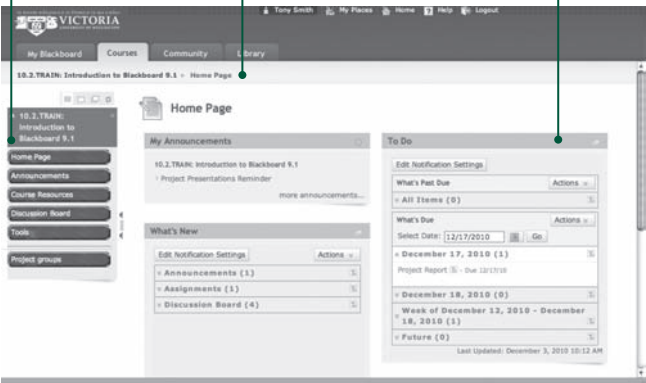 Tony Smith My Places Home Help Logout
VICTORIA
My Blackboard Courses Community Library
10.2.TRAIN: Introduction to Blackboard 9.1 > Home Page
10.2.TRAIN:
Introduction to
Blackboard 9.1
Home Page
Announcements
Course Resources
Discussion Board
Tools
Project groups
Home Page
My Announcements
10.2.TRAIN: Introduction to Blackboard 9.1
Project Presentations Reminder
more announcements...
What's New
Edit Notification Settings Actions
Announcements (1)
Assignments (1)
Discussion Board (4)
To Do
Edit Notification Settings
What's Past Due Actions
All Items (0)
What's Due Actions
Select Date: 12/17/2010 Go
December 17, 2010 (1)
Project Report - Due 12/17/10
December 18, 2010 (0)
Week of December 12, 2010 - December
18, 2010 (1)
Future (0)
Last Updated: December 3, 2010 10:12 AM